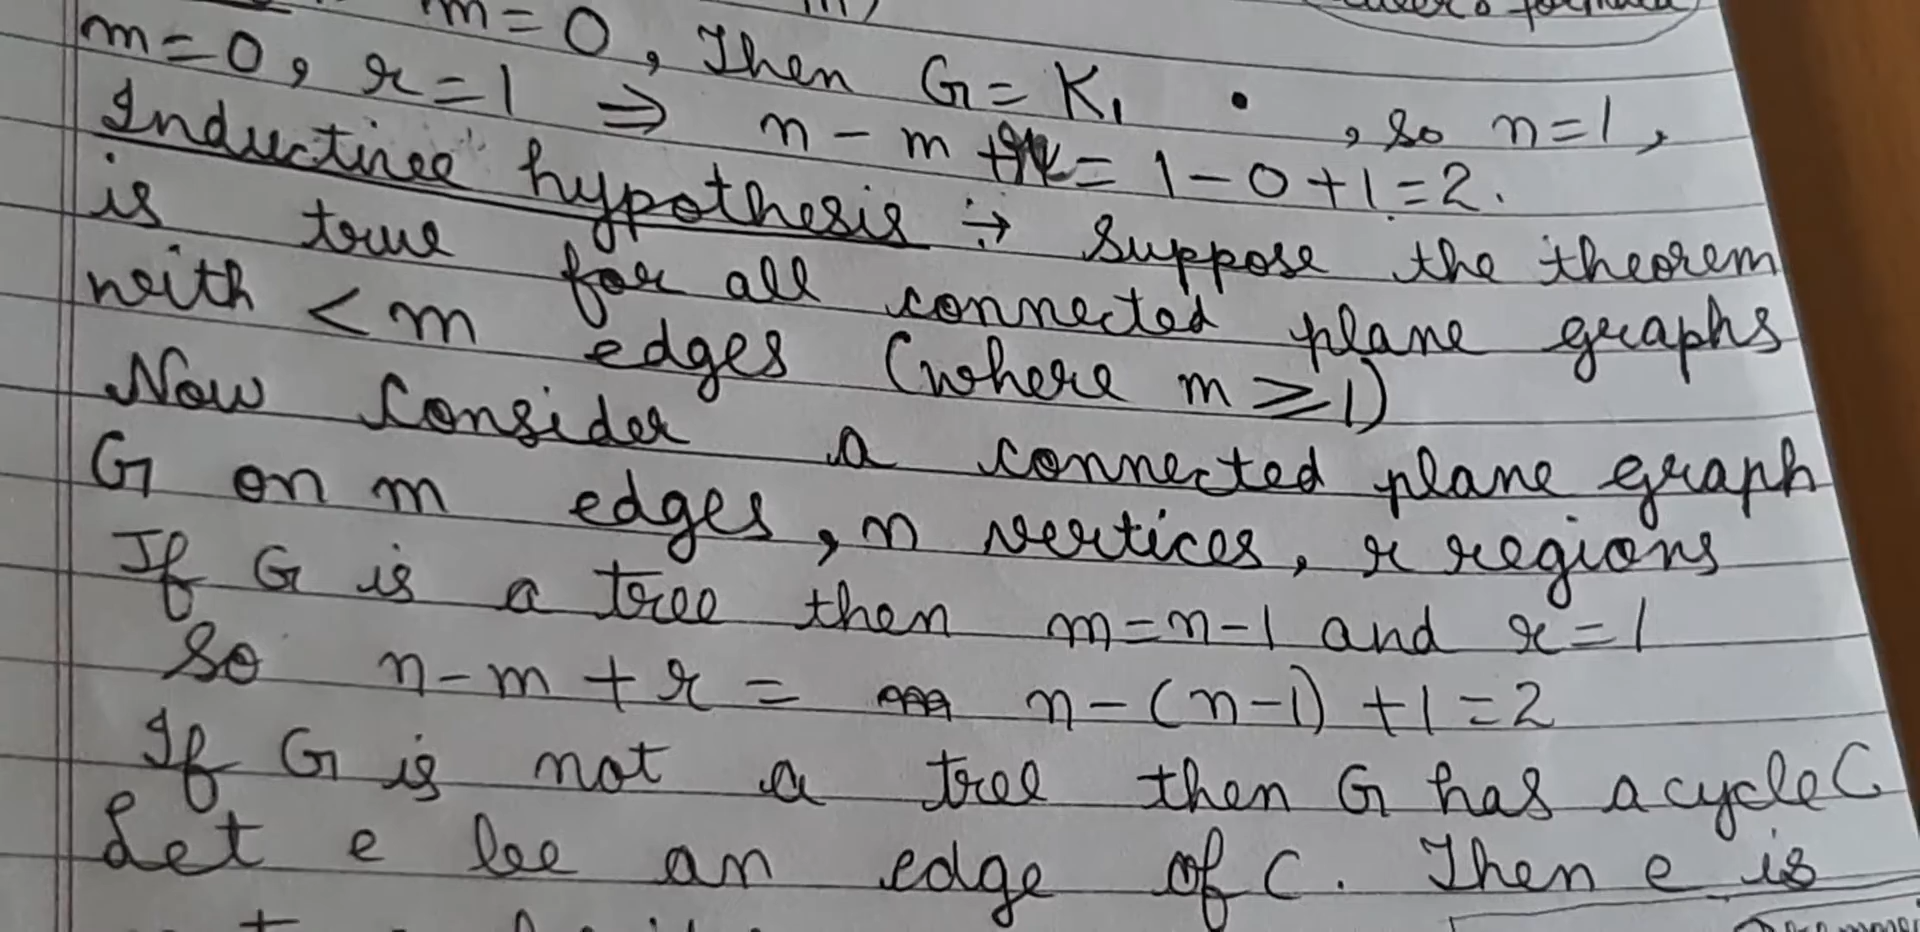 m=0, Then G=K₁ • , so n=1,
m=0, r=1 ⇒ n-m+r = 1-0+1=2.
Inductive hypothesis :→ Suppose the theorem
is true for all connected plane graphs
with <m edges (where m≥1)
Now consider a connected plane graph
G on m edges, n vertices, r regions
If G is a tree then m=n-1 and r=1
So n-m+r = n-(n-1)+1=2
If G is not a tree then G has a cycle C
Let e be an edge of C. Then e is